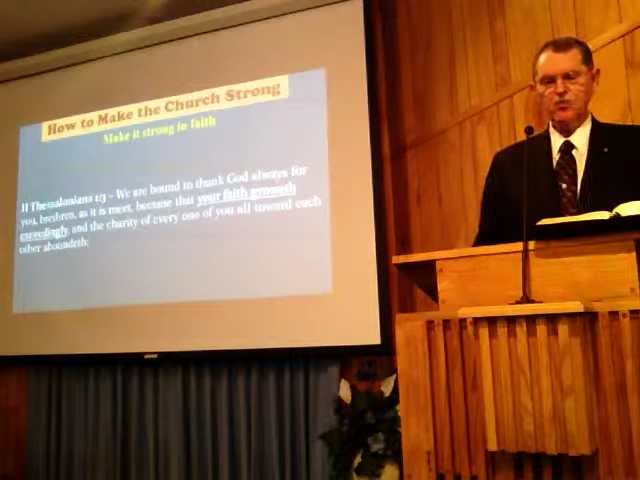 How to Make the Church Strong
Make it strong in faith
II Thessalonians 1:3 - We are bound to thank God always for
you, brethren, as it is meet, because that your faith groweth
exceedingly, and the charity of every one of you all toward each
other aboundeth;